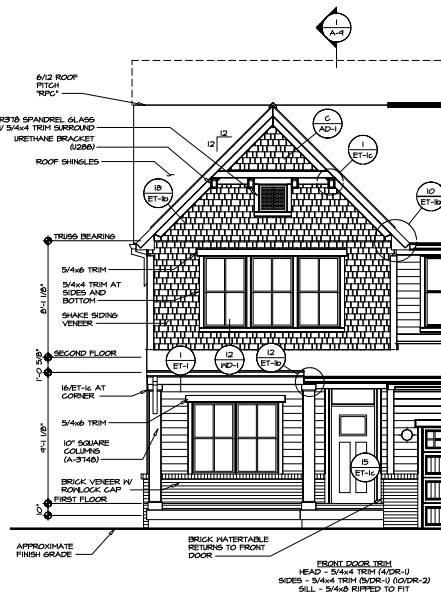 1
A-9
6/12 ROOF
PITCH
"RPC"
R3718 SPANDREL GLASS
W/ 5/4x4 TRIM SURROUND
URETHANE BRACKET
(U288)
ROOF SHINGLES
12
12
C
AD-1
1
ET-1c
18
ET-1b
10
ET-1b
TRUSS BEARING
5/4x6 TRIM
5/4x4 TRIM AT
SIDES AND
BOTTOM
SHAKE SIDING
VENEER
8'-1 1/8"
SECOND FLOOR
1'-0 5/8"
1
ET-1
12
WD-1
12
ET-1b
16/ET-1c AT
CORNER
5/4x6 TRIM
10" SQUARE
COLUMNS
(A-3T48)
9'-1 1/8"
15
ET-1c
BRICK VENEER W/
ROWLOCK CAP
FIRST FLOOR
10"
APPROXIMATE
FINISH GRADE
BRICK WATERTABLE
RETURNS TO FRONT
DOOR
FRONT DOOR TRIM
HEAD - 5/4x4 TRIM (4/DR-1)
SIDES - 5/4x4 TRIM (5/DR-1) (10/DR-2)
SILL - 5/4x8 RIPPED TO FIT